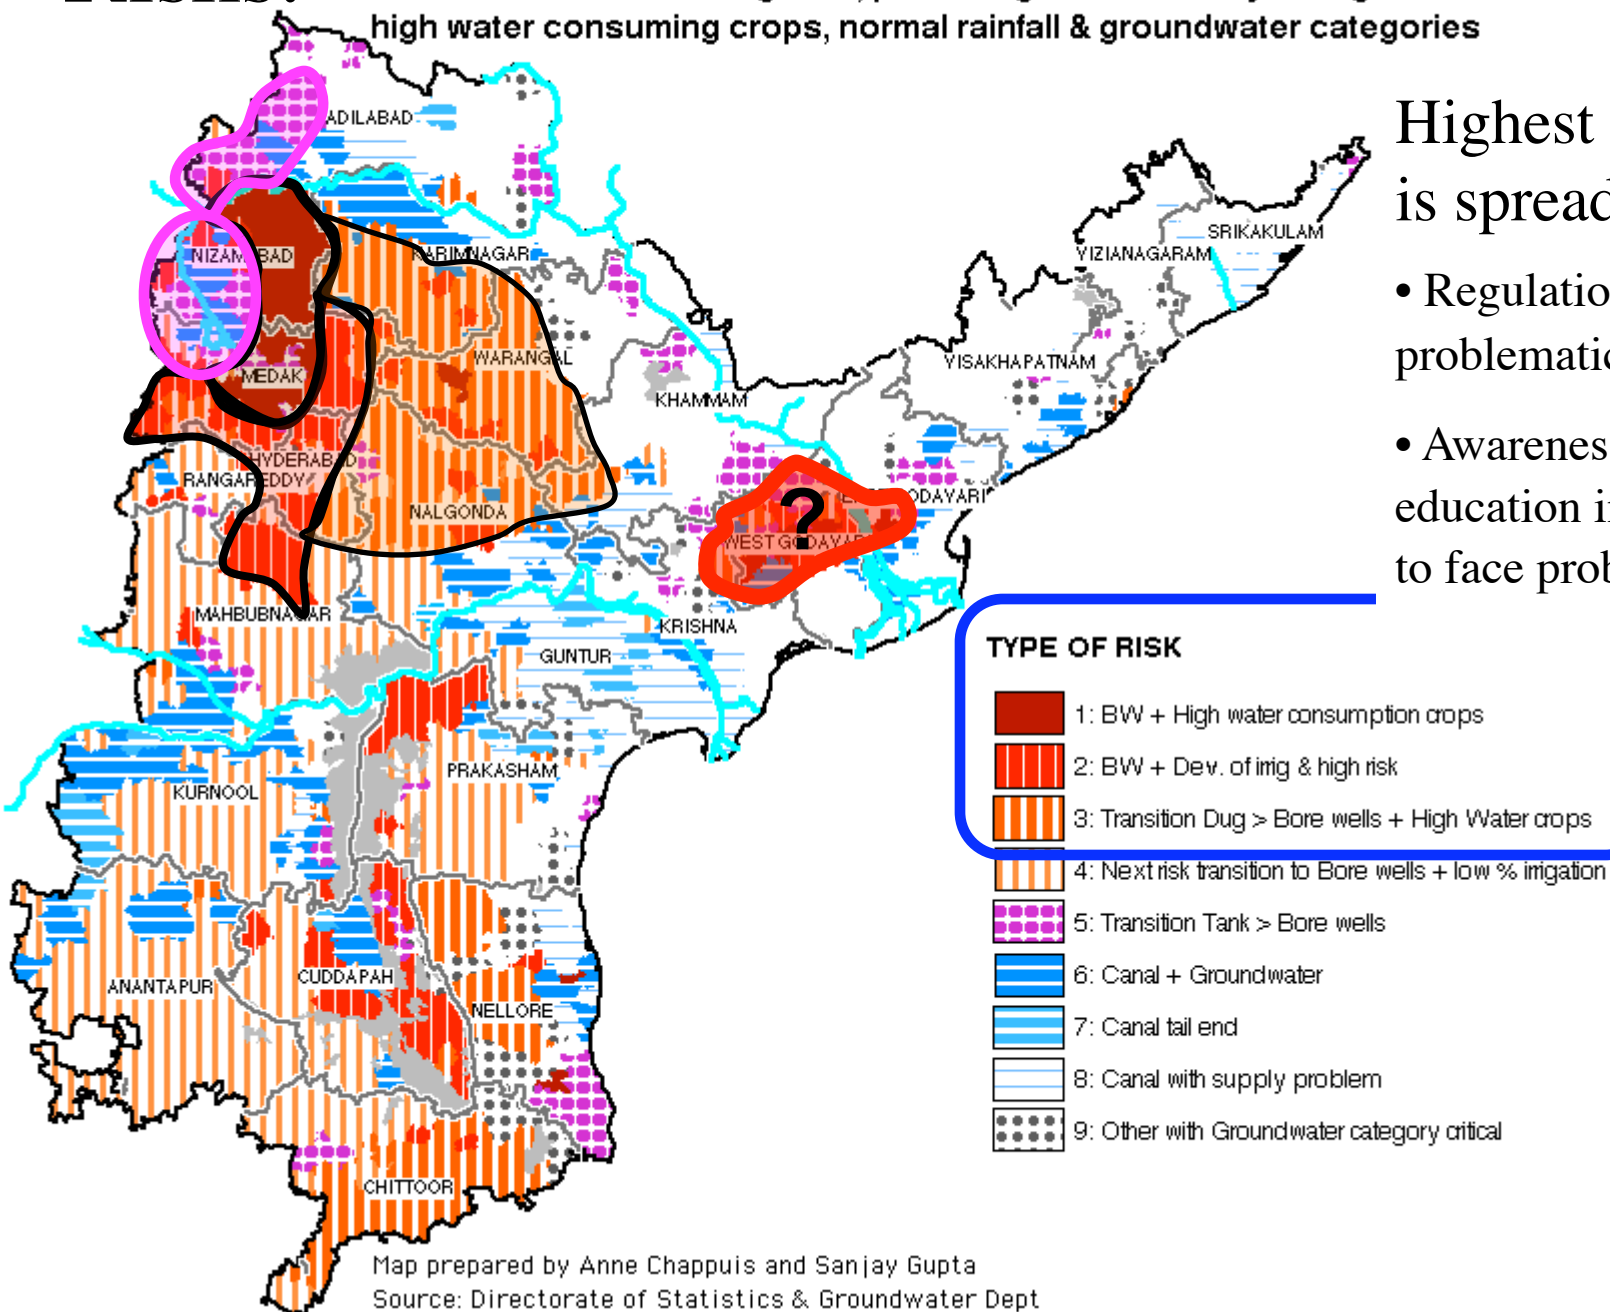 high water consuming crops, normal rainfall & groundwater categories
Highest
is spread
• Regulatio
problematic
• Awarenes
education i
to face prob
ADILABAD
NIZAMABAD
KARIMNAGAR
MEDAK
WARANGAL
KHAMMAM
HYDERABAD
RANGAREDDY
NALGONDA
MAHBUBNAGAR
SRIKAKULAM
VIZIANAGARAM
VISAKHAPATNAM
GODAVARI
?
WEST GODAVARI
KRISHNA
GUNTUR
PRAKASHAM
KURNOOL
ANANTAPUR
CUDDAPAH
NELLORE
CHITTOOR
TYPE OF RISK
1: BW + High water consumption crops
2: BW + Dev. of irrig & high risk
3: Transition Dug > Bore wells + High Water crops
4: Next risk transition to Bore wells + low % irrigation
5: Transition Tank > Bore wells
6: Canal + Groundwater
7: Canal tail end
8: Canal with supply problem
9: Other with Groundwater category critical
Map prepared by Anne Chappuis and Sanjay Gupta
Source: Directorate of Statistics & Groundwater Dept